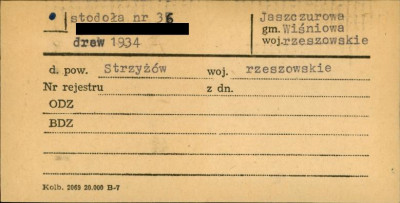 stodoła nr 36
drew 1934
Jaszczurowa
gm. Wiśniowa
woj. rzeszowskie
d. pow. Strzyżów woj. rzeszowskie
Nr rejestru z dn.
ODZ
BDZ
Kolb. 2069 20.000 B-7